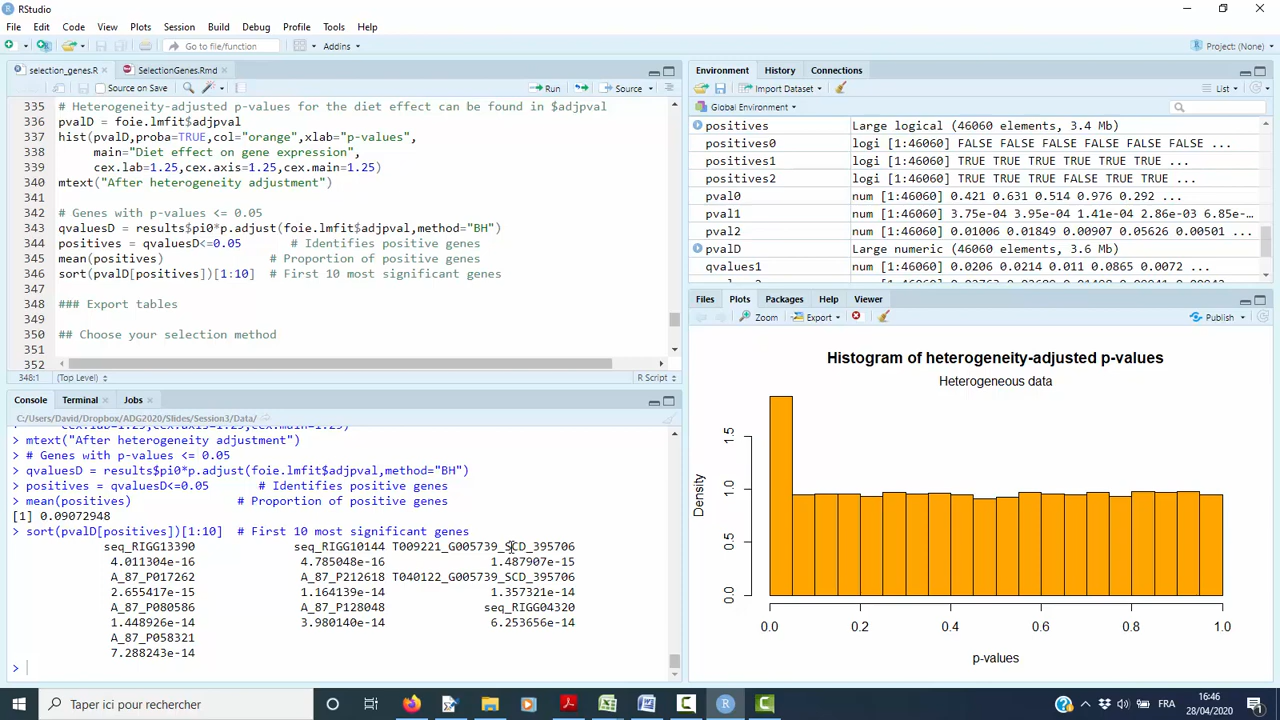 RStudio
File Edit Code View Plots Session Build Debug Profile Tools Help
Go to file/function Addins Project: (None)
selection_genes.R SelectionGenes.Rmd
Source on Save Run Source
335 # Heterogeneity-adjusted p-values for the diet effect can be found in $adjpval
336 pvalD = foie.lmfit$adjpval
337 hist(pvalD,proba=TRUE,col="orange",xlab="p-values",
338 main="Diet effect on gene expression",
339 cex.lab=1.25,cex.axis=1.25,cex.main=1.25)
340 mtext("After heterogeneity adjustment")
341
342 # Genes with p-values <= 0.05
343 qvaluesD = results$pi0*p.adjust(foie.lmfit$adjpval,method="BH")
344 positives = qvaluesD<=0.05 # Identifies positive genes
345 mean(positives) # Proportion of positive genes
346 sort(pvalD[positives])[1:10] # First 10 most significant genes
347
348 ### Export tables
349
350 ## Choose your selection method
351
352
348:1 (Top Level) R Script
Console Terminal Jobs
C:/Users/David/Dropbox/ADG2020/Slides/Session3/Data/
> mtext("After heterogeneity adjustment")
> # Genes with p-values <= 0.05
> qvaluesD = results$pi0*p.adjust(foie.lmfit$adjpval,method="BH")
> positives = qvaluesD<=0.05 # Identifies positive genes
> mean(positives) # Proportion of positive genes
[1] 0.09072948
> sort(pvalD[positives])[1:10] # First 10 most significant genes
seq_RIGG13390 seq_RIGG10144 T009221_G005739_SCD_395706
4.011304e-16 4.785048e-16 1.487907e-15
A_87_P017262 A_87_P212618 T040122_G005739_SCD_395706
2.655417e-15 1.164139e-14 1.357321e-14
A_87_P080586 A_87_P128048 seq_RIGG04320
1.448926e-14 3.980140e-14 6.253656e-14
A_87_P058321
7.288243e-14
>
Environment History Connections
Import Dataset List
Global Environment
positives Large logical (46060 elements, 3.4 Mb)
positives0 logi [1:46060] FALSE FALSE FALSE FALSE FALSE FALSE ...
positives1 logi [1:46060] TRUE TRUE TRUE TRUE TRUE TRUE ...
positives2 logi [1:46060] TRUE TRUE TRUE FALSE TRUE TRUE ...
pval0 num [1:46060] 0.421 0.631 0.514 0.976 0.292 ...
pval1 num [1:46060] 3.75e-04 3.95e-04 1.41e-04 2.86e-03 6.85e-...
pval2 num [1:46060] 0.01006 0.01849 0.00907 0.05626 0.00501 ...
pvalD Large numeric (46060 elements, 3.6 Mb)
qvalues1 num [1:46060] 0.0206 0.0214 0.011 0.0865 0.0072 ...
Files Plots Packages Help Viewer
Zoom Export Publish
Histogram of heterogeneity-adjusted p-values
Heterogeneous data
Density
1.5
1.0
0.5
0.0
0.0 0.2 0.4 0.6 0.8 1.0
p-values
Taper ici pour rechercher
FRA
16:46
28/04/2020